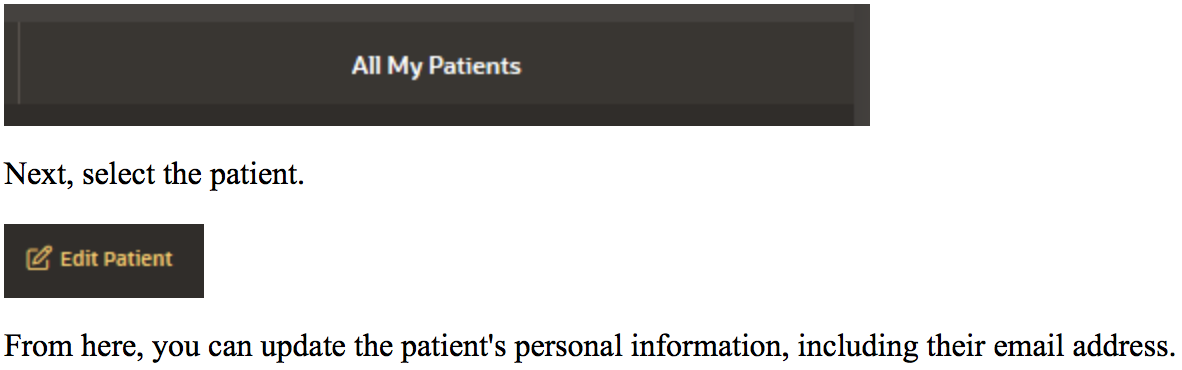 All My Patients
Next, select the patient.
Edit Patient
From here, you can update the patient's personal information, including their email address.